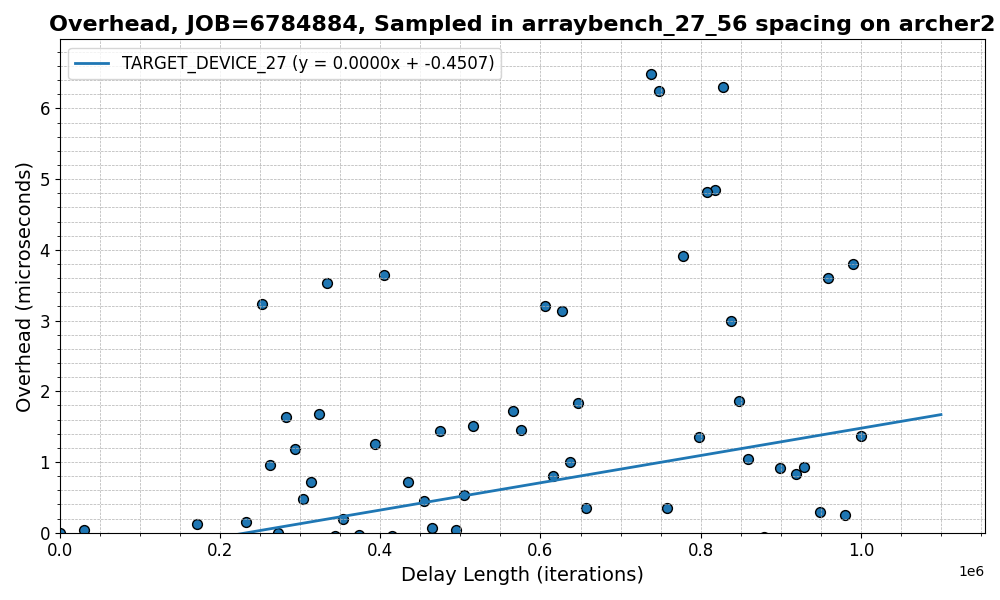 Overhead, JOB=6784884, Sampled in arraybench_27_56 spacing on archer2
TARGET_DEVICE_27 (y = 0.0000x + -0.4507)
Overhead (microseconds)
6
5
4
3
2
1
0
0.0 0.2 0.4 0.6 0.8 1.0
1e6
Delay Length (iterations)